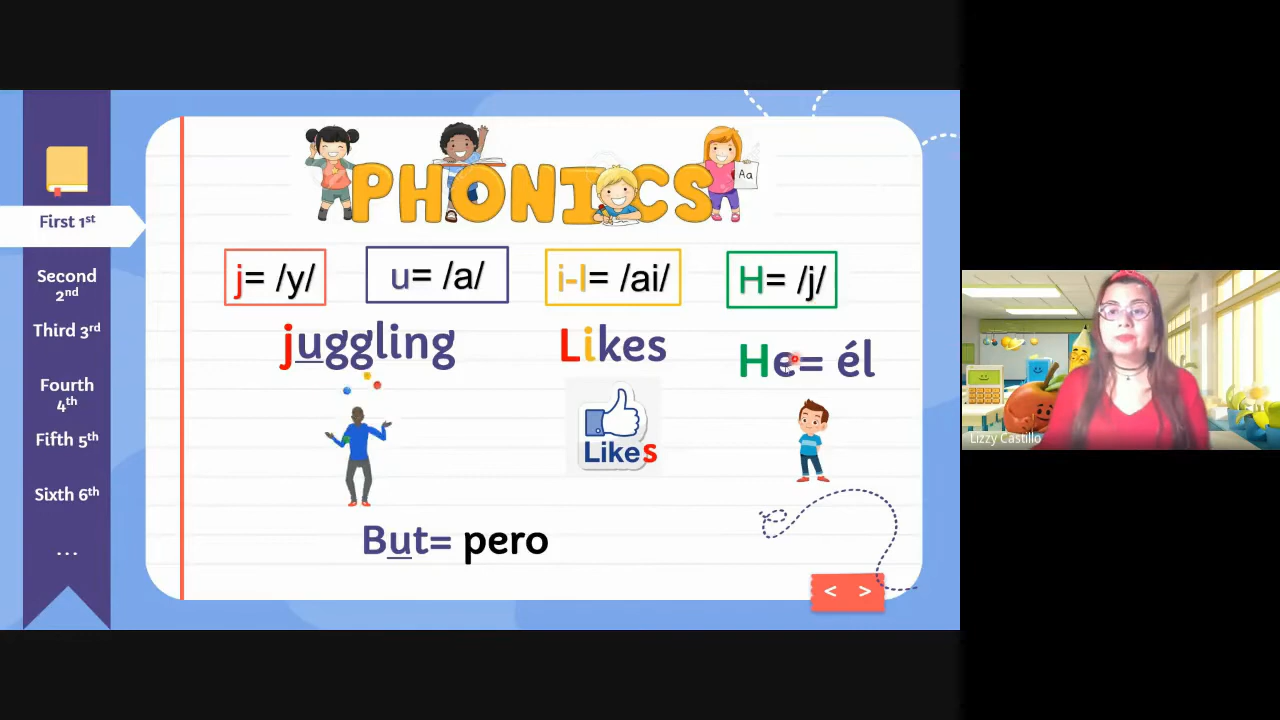 First 1st
Second
2nd
Third 3rd
Fourth
4th
Fifth 5th
Sixth 6th
...
PHONICS
Aa
j= /y/
u= /a/
i-I= /ai/
H= /j/
juggling
Likes
He= él
Likes
But= pero
< >
Lizzy Castillo